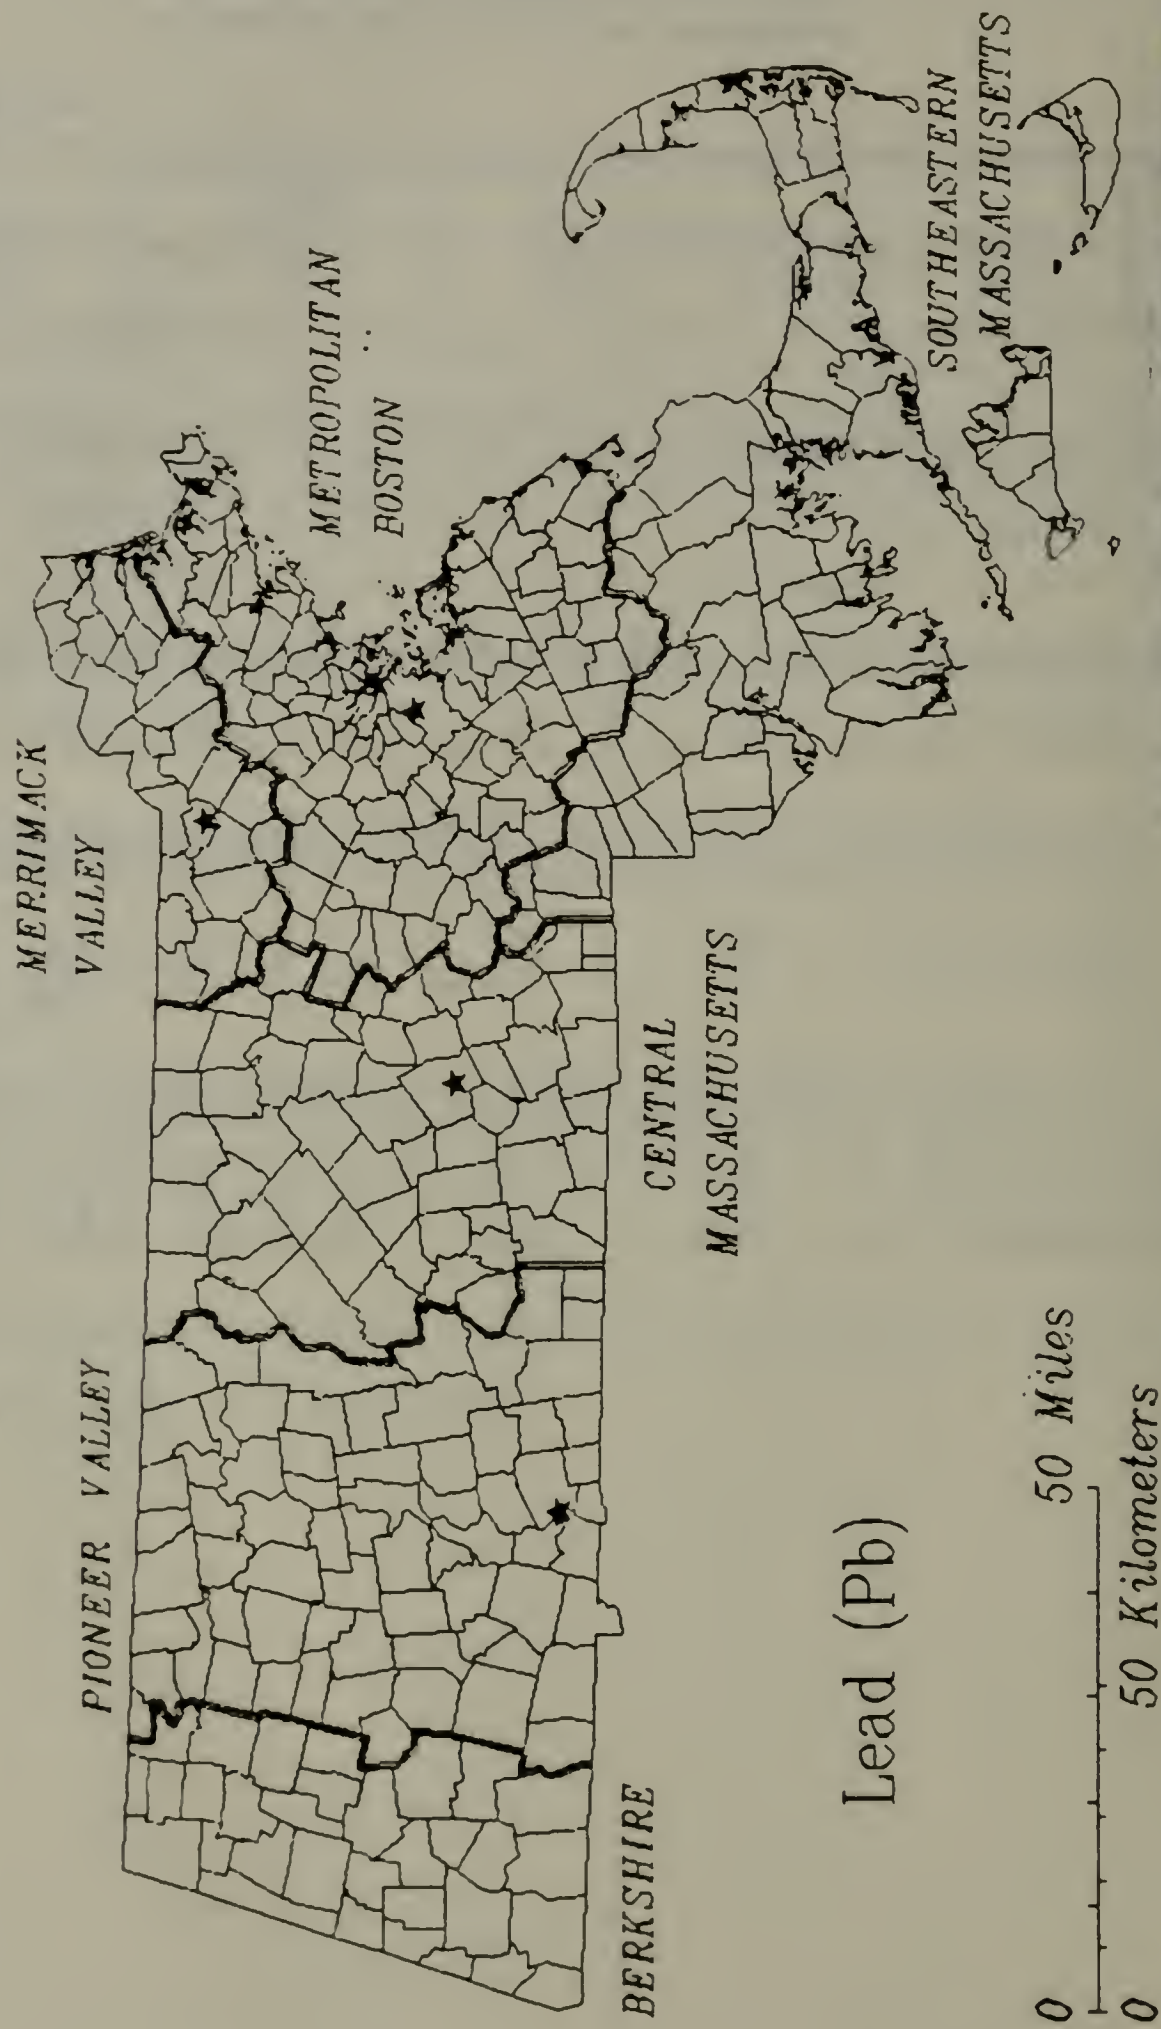 MERRIMACK
VALLEY
PIONEER VALLEY
METROPOLITAN
BOSTON
BERKSHIRE
CENTRAL
MASSACHUSETTS
SOUTHEASTERN
MASSACHUSETTS
Lead (Pb)
0 50 Miles
0 50 Kilometers